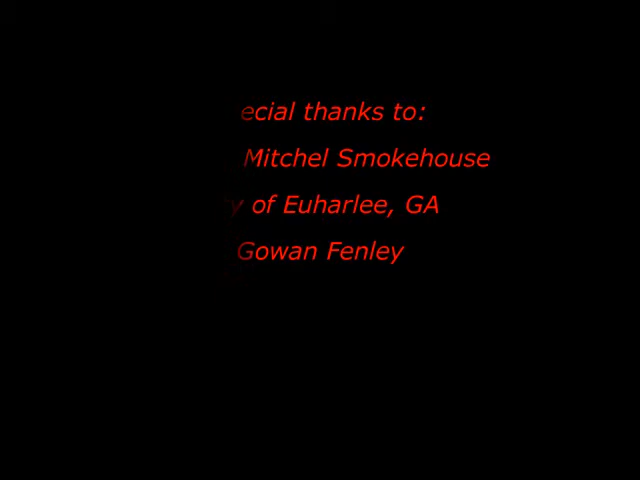 ecial thanks to:
Mitchel Smokehouse
y of Euharlee, GA
Gowan Fenley